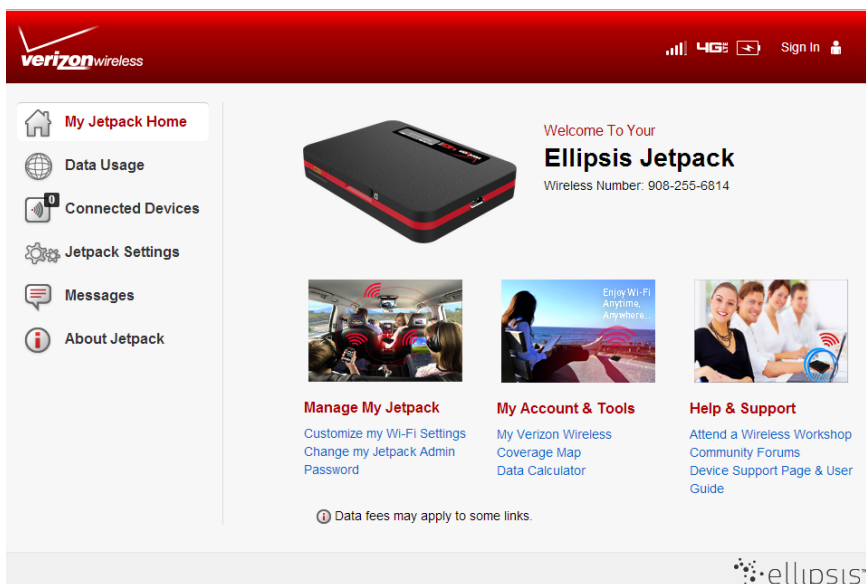 verizonwireless
4G LTE
Sign In
My Jetpack Home
Data Usage
0
Connected Devices
Jetpack Settings
Messages
About Jetpack
Welcome To Your
Ellipsis Jetpack
Wireless Number: 908-255-6814
Enjoy Wi-Fi
Anytime,
Anywhere...
Manage My Jetpack
Customize my Wi-Fi Settings
Change my Jetpack Admin
Password
My Account & Tools
My Verizon Wireless
Coverage Map
Data Calculator
Help & Support
Attend a Wireless Workshop
Community Forums
Device Support Page & User
Guide
Data fees may apply to some links.
ellipsis